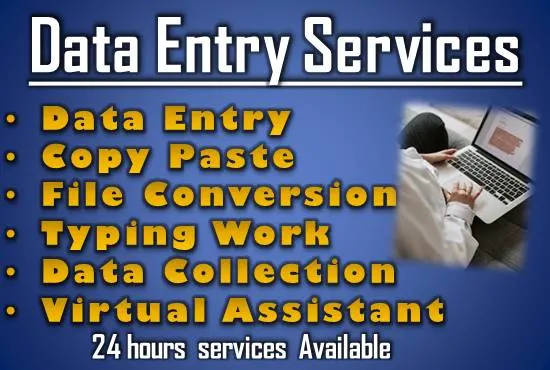 Data Entry Services
• Data Entry
• Copy Paste
• File Conversion
• Typing Work
• Data Collection
• Virtual Assistant
24 hours services Available